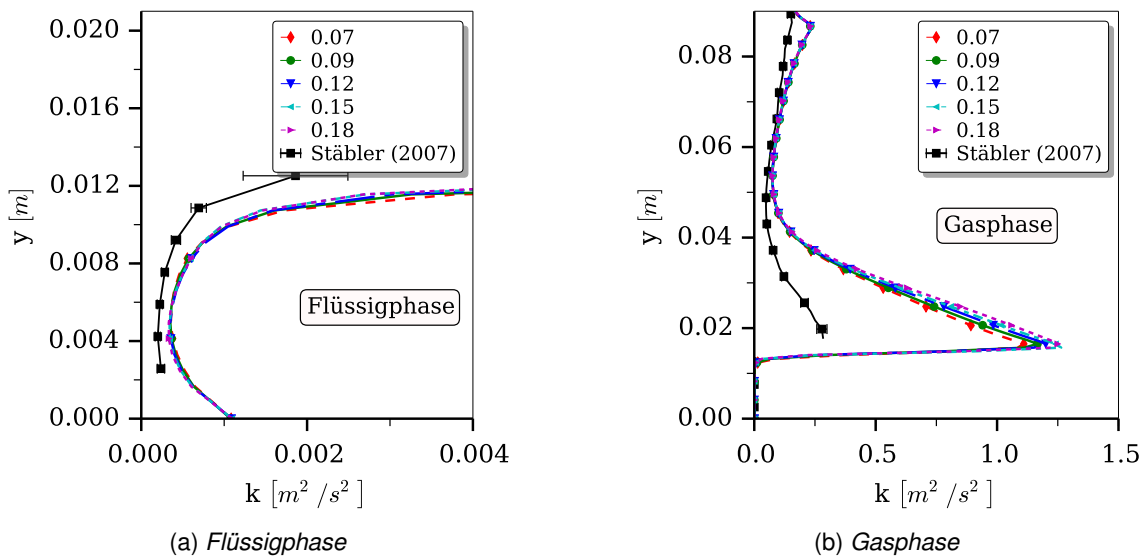 0.020
0.016
0.012
0.008
0.004
0.000
y [m]
0.07
0.09
0.12
0.15
0.18
Stäbler (2007)
Flüssigphase
0.000
0.002
0.004
k [m² /s² ]
(a) Flüssigphase
0.08
0.06
0.04
0.02
0.00
y [m]
0.07
0.09
0.12
0.15
0.18
Stäbler (2007)
Gasphase
0.0
0.5
1.0
1.5
k [m² /s² ]
(b) Gasphase